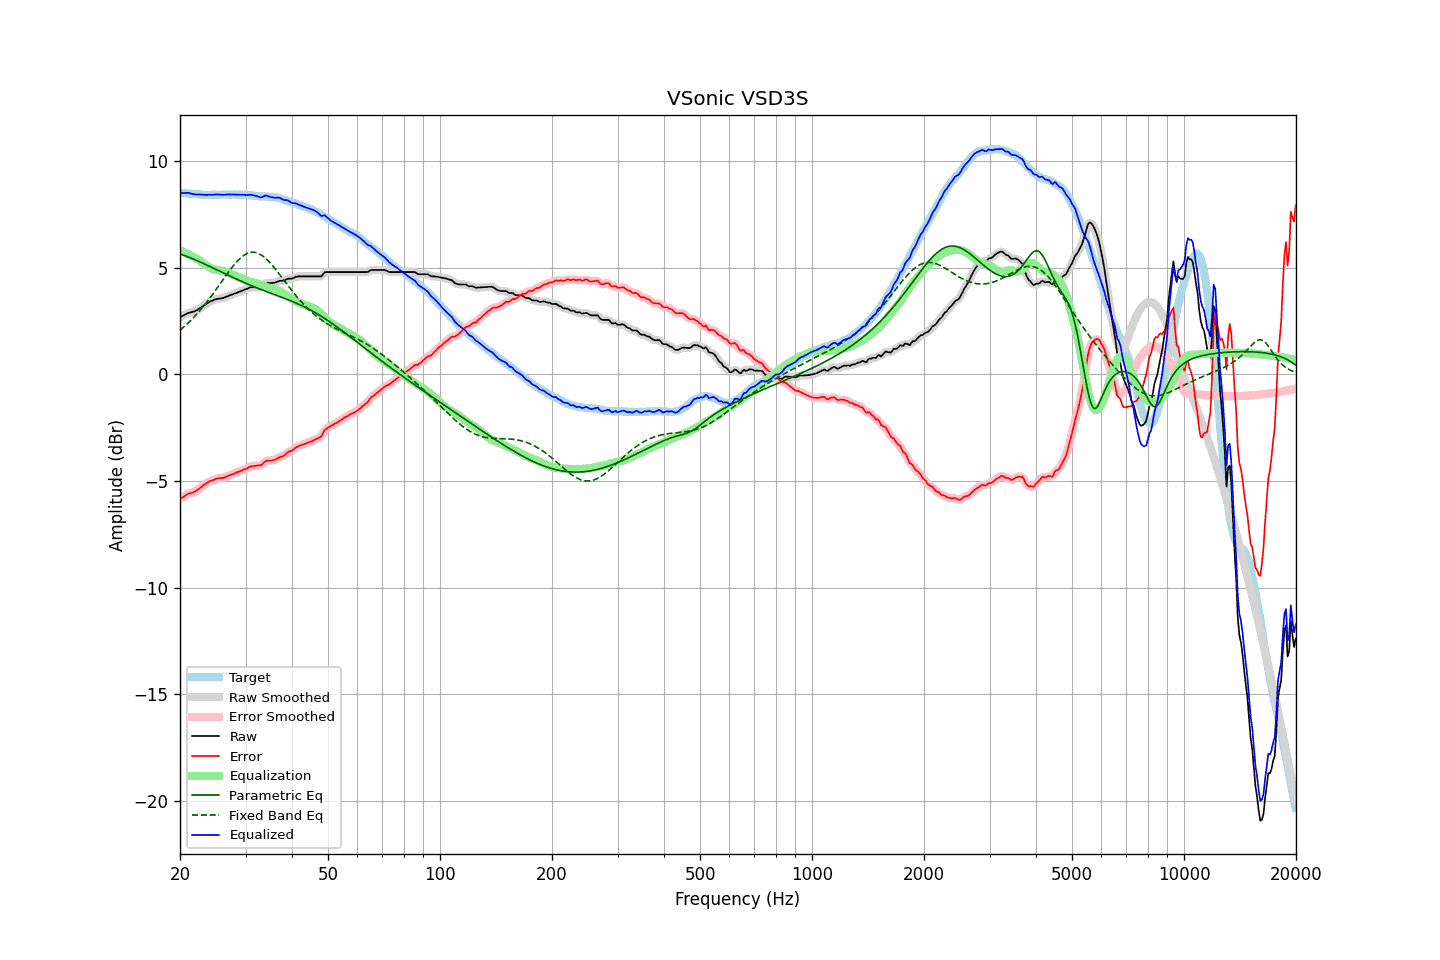 VSonic VSD3S
Amplitude (dBr)
10
5
0
−5
−10
−15
−20
Target
Raw Smoothed
Error Smoothed
Raw
Error
Equalization
Parametric Eq
Fixed Band Eq
Equalized
20 50 100 200 500 1000 2000 5000 10000 20000
Frequency (Hz)